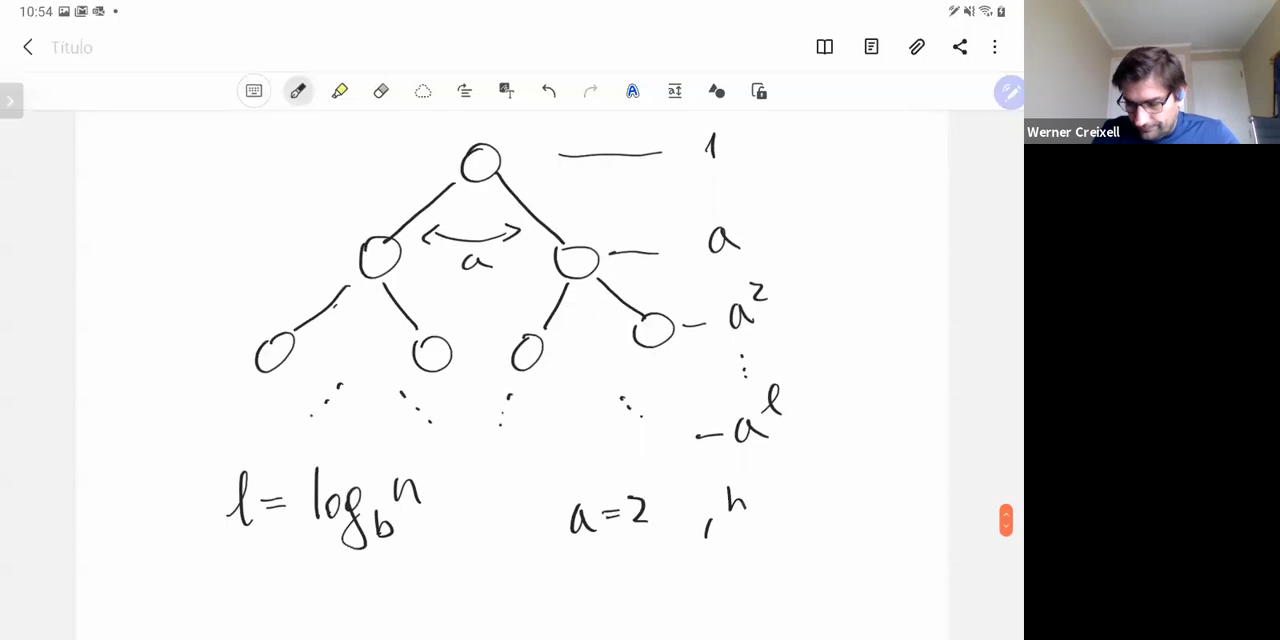 10:54
Título
Werner Creixell
1
a
a
a²
⋮
- aˡ
l = log_b n
a = 2 , n